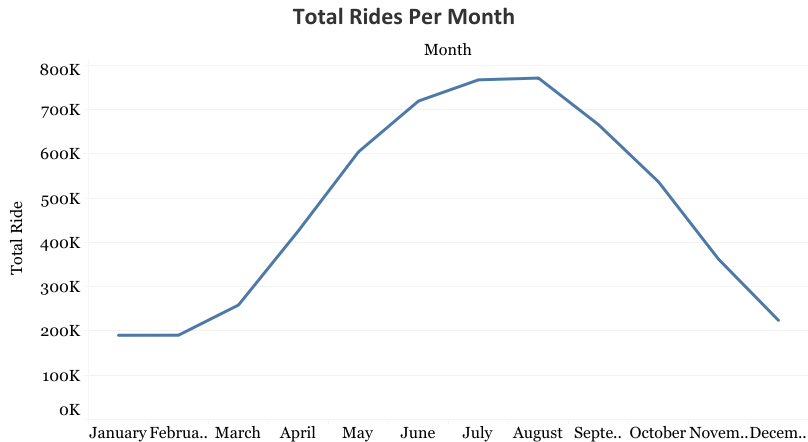 Total Rides Per Month
Month
800K
700K
600K
500K
400K
300K
200K
100K
0K
Total Ride
January Februa.. March April May June July August Septe.. October Novem.. Decem..